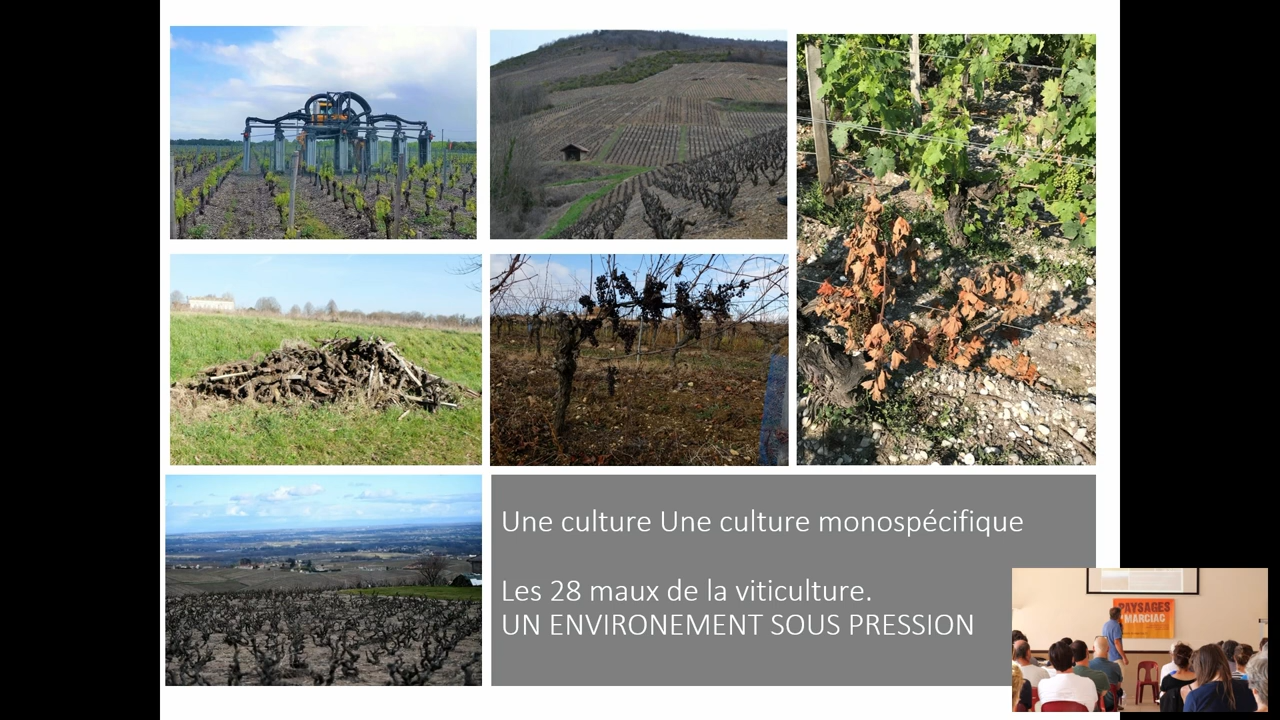 Une culture Une culture monospécifique
Les 28 maux de la viticulture.
UN ENVIRONEMENT SOUS PRESSION
PAYSAGES
MARCIAC